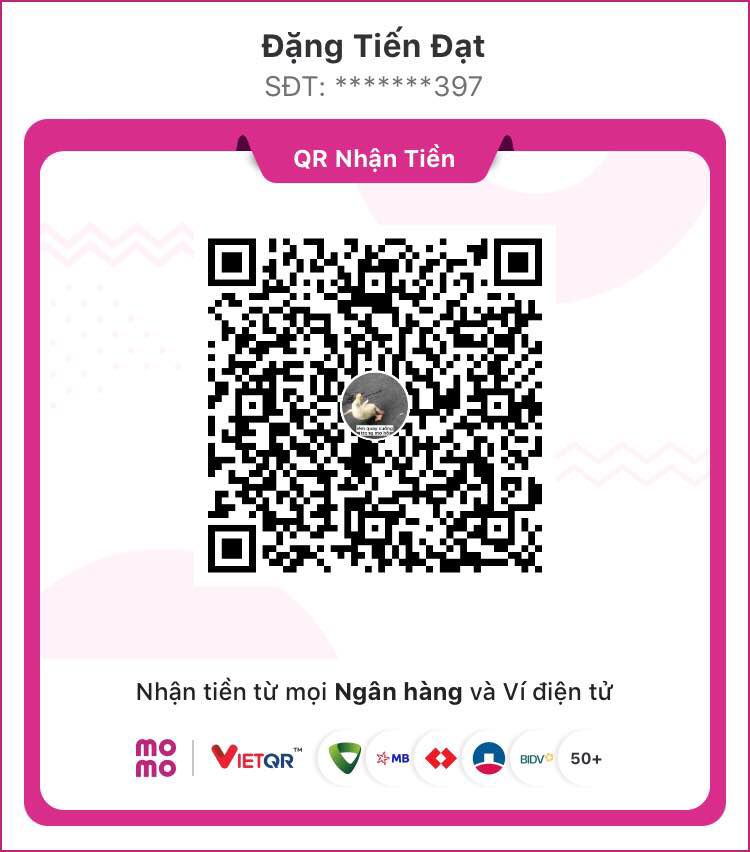 Đặng Tiến Đạt
SĐT: *******397
QR Nhận Tiền
Nhận tiền từ mọi Ngân hàng và Ví điện tử
mo mo VIETQR™ MB BIDV 50+